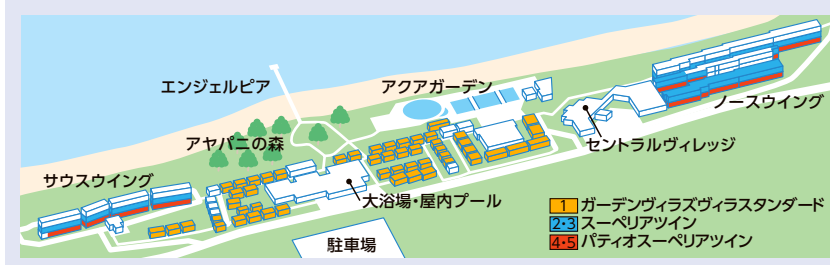 エンジェルピア
アクアガーデン
ノースウイング
アヤパニの森
セントラルヴィレッジ
サウスウイング
大浴場・屋内プール
1 ガーデンヴィラズヴィラスタンダード
2・3 スーペリアツイン
4・5 パティオスーペリアツイン
駐車場